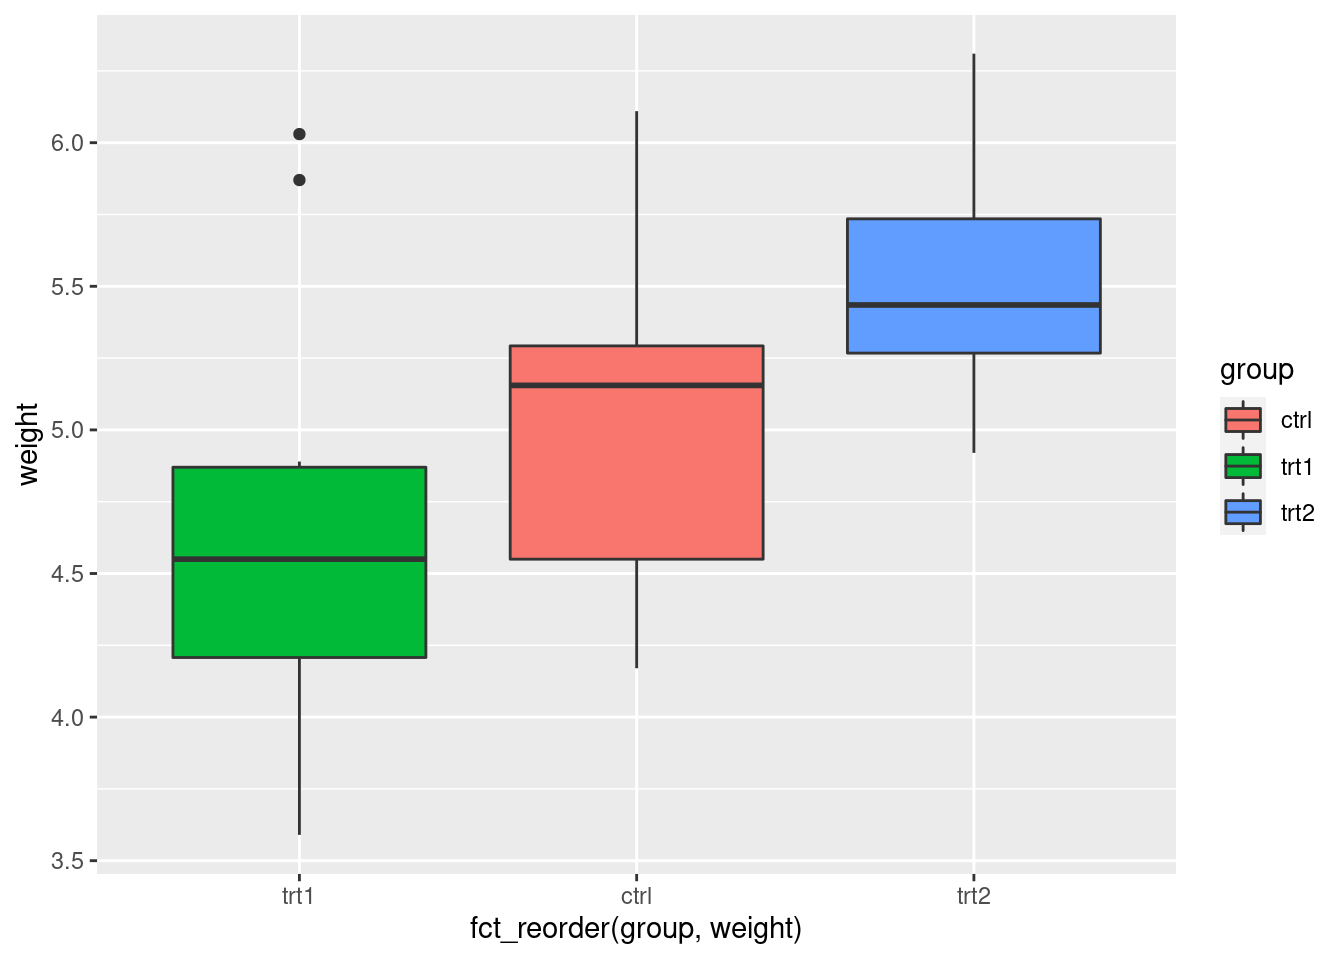 weight
6.0
5.5
5.0
4.5
4.0
3.5
trt1 ctrl trt2
fct_reorder(group, weight)
group
ctrl
trt1
trt2